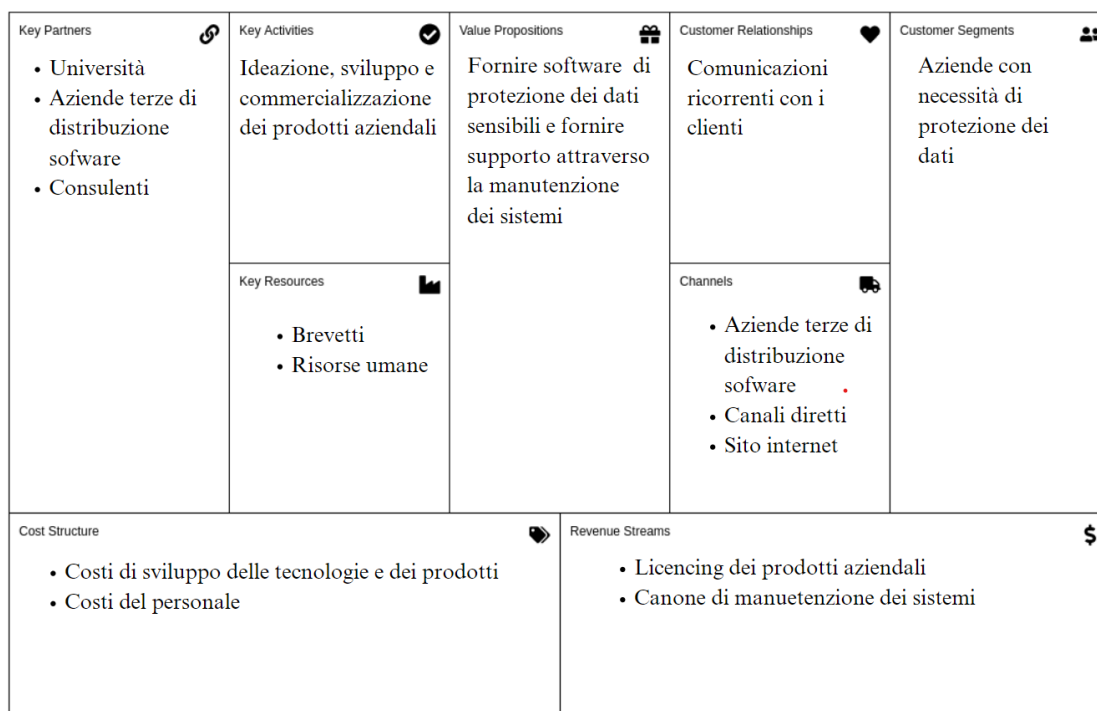 Key Partners
• Università
• Aziende terze di
distribuzione
sofware
• Consulenti
Key Activities
Ideazione, sviluppo e
commercializzazione
dei prodotti aziendali
Key Resources
• Brevetti
• Risorse umane
Value Propositions
Fornire software di
protezione dei dati
sensibili e fornire
supporto attraverso
la manutenzione
dei sistemi
Customer Relationships
Comunicazioni
ricorrenti con i
clienti
Channels
• Aziende terze di
distribuzione
sofware
• Canali diretti
• Sito internet
Customer Segments
Aziende con
necessità di
protezione dei
dati
Cost Structure
• Costi di sviluppo delle tecnologie e dei prodotti
• Costi del personale
Revenue Streams
• Licencing dei prodotti aziendali
• Canone di manuetenzione dei sistemi